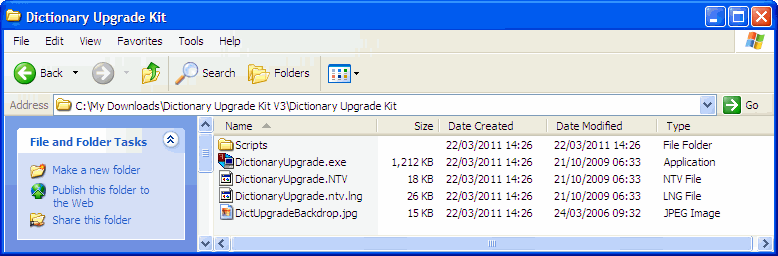 Dictionary Upgrade Kit
File Edit View Favorites Tools Help
Back Search Folders
Address C:\My Downloads\Dictionary Upgrade Kit V3\Dictionary Upgrade Kit Go
File and Folder Tasks
Make a new folder
Publish this folder to
the Web
Share this folder
Name Size Date Created Date Modified Type
Scripts 22/03/2011 14:26 22/03/2011 14:26 File Folder
DictionaryUpgrade.exe 1,212 KB 22/03/2011 14:26 21/10/2009 06:33 Application
DictionaryUpgrade.NTV 18 KB 22/03/2011 14:26 21/10/2009 06:33 NTV File
DictionaryUpgrade.ntv.lng 26 KB 22/03/2011 14:26 21/10/2009 06:33 LNG File
DictUpgradeBackdrop.jpg 15 KB 22/03/2011 14:26 24/03/2006 09:32 JPEG Image